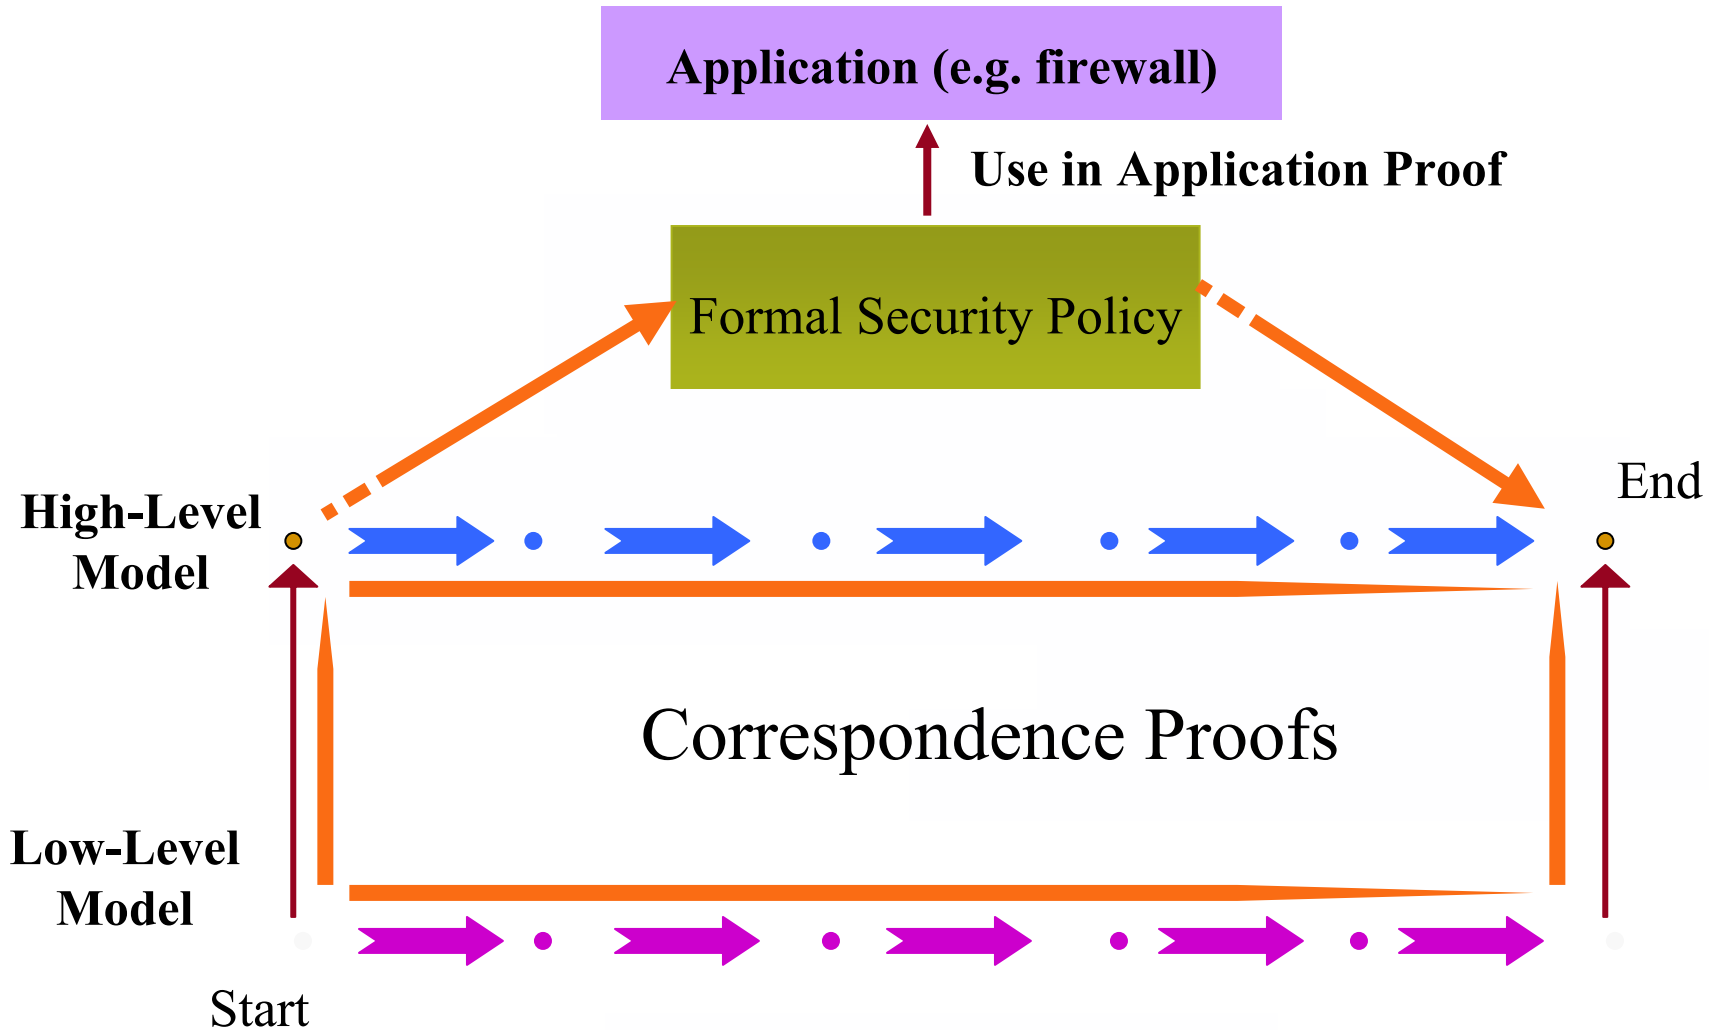 Application (e.g. firewall)
Use in Application Proof
Formal Security Policy
End
High-Level
Model
Correspondence Proofs
Low-Level
Model
Start